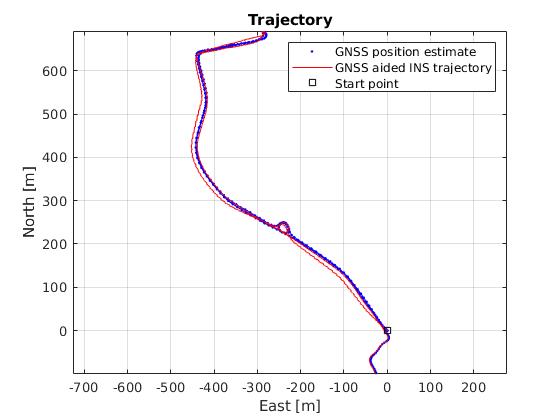 Trajectory
GNSS position estimate
GNSS aided INS trajectory
Start point
600
500
400
300
200
100
0
North [m]
-700 -600 -500 -400 -300 -200 -100 0 100 200
East [m]